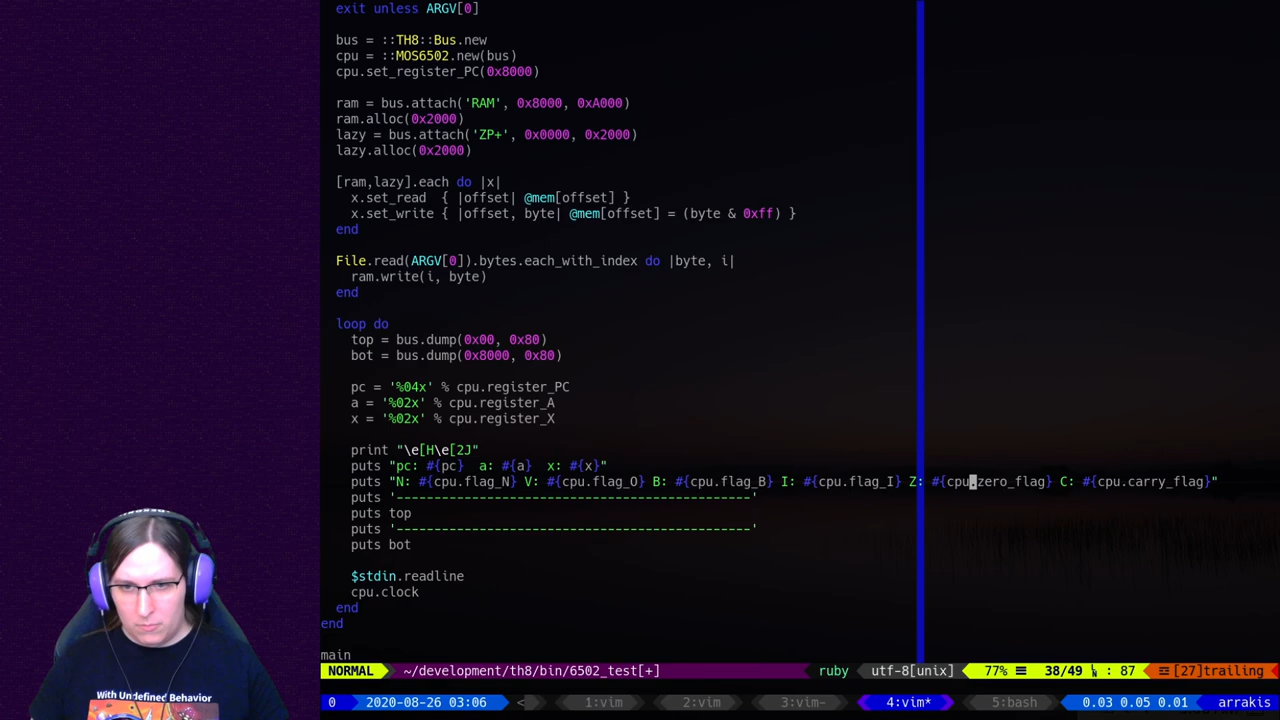 exit unless ARGV[0]
bus = ::TH8::Bus.new
cpu = ::MOS6502.new(bus)
cpu.set_register_PC(0x8000)
ram = bus.attach('RAM', 0x8000, 0xA000)
ram.alloc(0x2000)
lazy = bus.attach('ZP+', 0x0000, 0x2000)
lazy.alloc(0x2000)
[ram,lazy].each do |x|
x.set_read  { |offset| @mem[offset] }
x.set_write { |offset, byte| @mem[offset] = (byte & 0xff) }
end
File.read(ARGV[0]).bytes.each_with_index do |byte, i|
ram.write(i, byte)
end
loop do
top = bus.dump(0x00, 0x80)
bot = bus.dump(0x8000, 0x80)
pc = '%04x' % cpu.register_PC
a = '%02x' % cpu.register_A
x = '%02x' % cpu.register_X
print "\e[H\e[2J"
puts "pc: #{pc}  a: #{a}  x: #{x}"
puts "N: #{cpu.flag_N} V: #{cpu.flag_O} B: #{cpu.flag_B} I: #{cpu.flag_I} Z: #{cpu.zero_flag} C: #{cpu.carry_flag}"
puts '-----------------------------------------------'
puts top
puts '-----------------------------------------------'
puts bot
$stdin.readline
cpu.clock
end
end
main
NORMAL ~/development/th8/bin/6502_test[+] ruby utf-8[unix] 77% 38/49 : 87 [27]trailing
0 2020-08-26 03:06 < 1:vim 2:vim 3:vim- 4:vim* 5:bash 0.03 0.05 0.01 arrakis
With Undefined Behavior